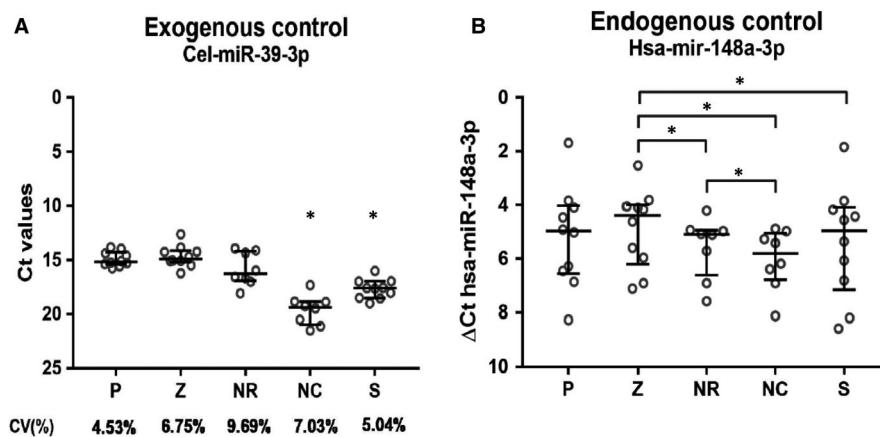 A
Exogenous control
Cel-miR-39-3p
Ct values
0
5
10
15
20
25
* *
P Z NR NC S
CV(%) 4.53% 6.75% 9.69% 7.03% 5.04%
B
Endogenous control
Hsa-mir-148a-3p
ΔCt hsa-miR-148a-3p
0
2
4
6
8
10
*
*
*
*
P Z NR NC S